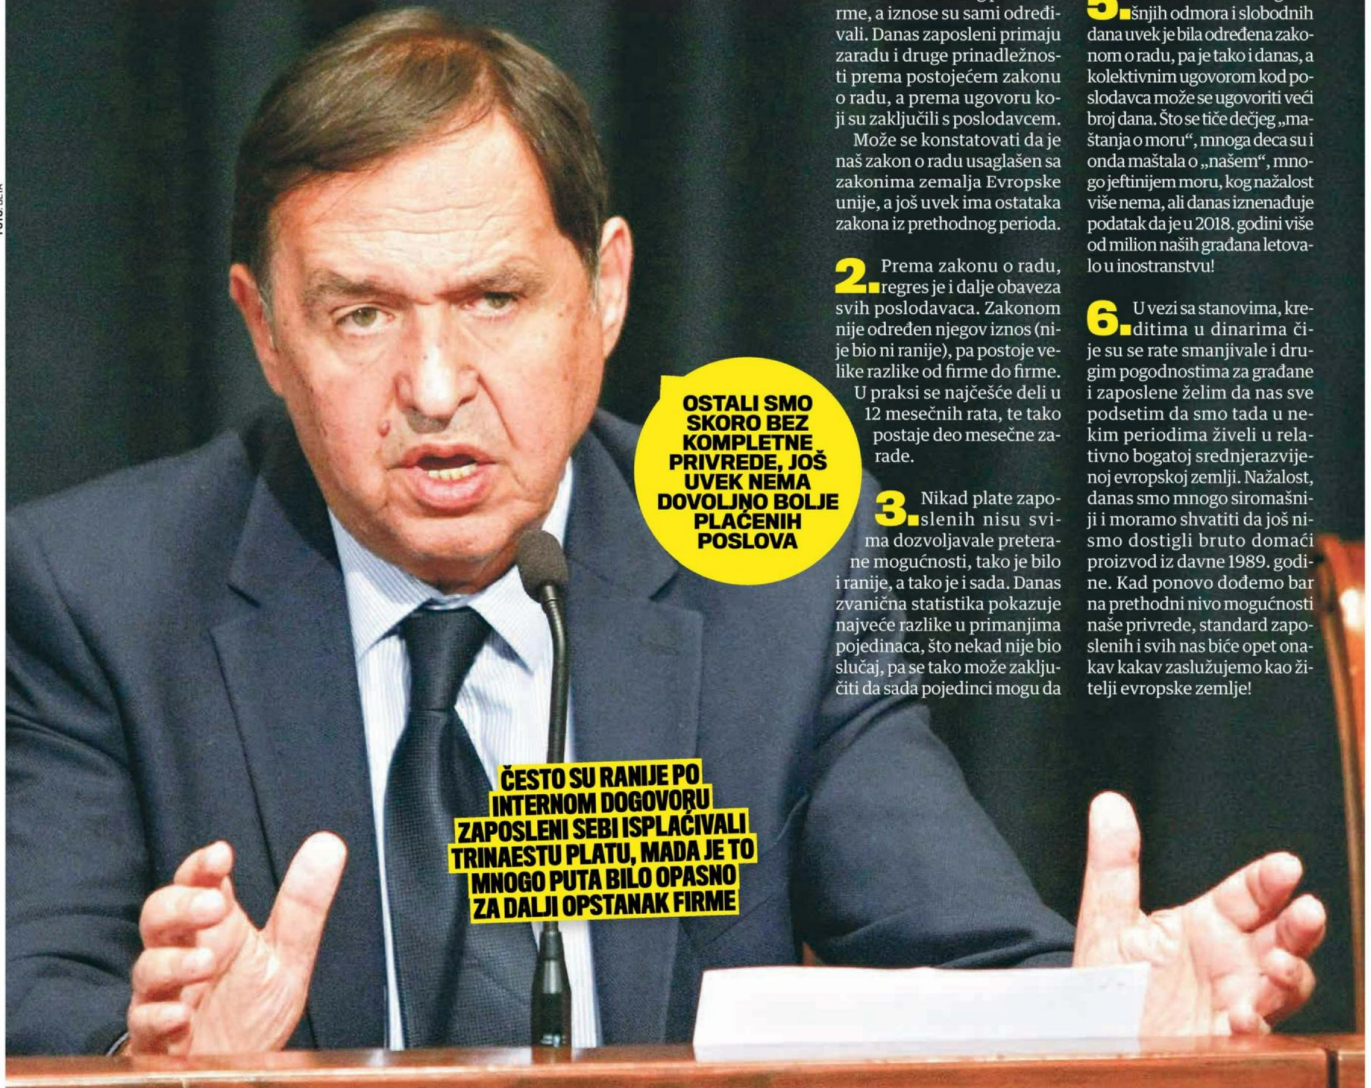 FOTO: BETA
rme, a iznose su sami određi-
vali. Danas zaposleni primaju
zaradu i druge prinadležnos-
ti prema postojećem zakonu
o radu, a prema ugovoru ko-
ji su zaključili s poslodavcem.
Može se konstatovati da je
naš zakon o radu usaglašen sa
zakonima zemalja Evropske
unije, a još uvek ima ostataka
zakona iz prethodnog perioda.
2. Prema zakonu o radu,
regres je i dalje obaveza
svih poslodavaca. Zakonom
nije određen njegov iznos (ni-
je bio ni ranije), pa postoje ve-
like razlike od firme do firme.
U praksi se najčešće deli u
12 mesečnih rata, te tako
postaje deo mesečne za-
rade.
3. Nikad plate zapo-
slenih nisu svi-
ma dozvoljavale pretera-
ne mogućnosti, tako je bilo
i ranije, a tako je i sada. Danas
zvanična statistika pokazuje
najveće razlike u primanjima
pojedinaca, što nekad nije bio
slučaj, pa se tako može zaklju-
čiti da sada pojedinci mogu da
5.
šnjih odmora i slobodnih
dana uvek je bila određena zako-
nom o radu, pa je tako i danas, a
kolektivnim ugovorom kod po-
slodavca može se ugovoriti veći
broj dana. Što se tiče dečjeg „ma-
štanja o moru“, mnoga deca su i
onda maštala o „našem“, mno-
go jeftinijem moru, kog nažalost
više nema, ali danas iznenađuje
podatak da je u 2018. godini više
od milion naših građana letova-
lo u inostranstvu!
6. U vezi sa stanovima, kre-
ditima u dinarima či-
je su se rate smanjivale i dru-
gim pogodnostima za građane
i zaposlene želim da nas sve
podsetim da smo tada u ne-
kim periodima živeli u rela-
tivno bogatoj srednjerazvije-
noj evropskoj zemlji. Nažalost,
danas smo mnogo siromašni-
ji i moramo shvatiti da još ni-
smo dostigli bruto domaći
proizvod iz davne 1989. godi-
ne. Kad ponovo dođemo bar
na prethodni nivo mogućnosti
naše privrede, standard zapo-
slenih i svih nas biće opet ona-
kav kakav zaslužujemo kao ži-
telji evropske zemlje!
OSTALI SMO
SKORO BEZ
KOMPLETNE
PRIVREDE, JOŠ
UVEK NEMA
DOVOLJNO BOLJE
PLAĆENIH
POSLOVA
ČESTO SU RANIJE PO
INTERNOM DOGOVORU
ZAPOSLENI SEBI ISPLAĆIVALI
TRINAESTU PLATU, MADA JE TO
MNOGO PUTA BILO OPASNO
ZA DALJI OPSTANAK FIRME